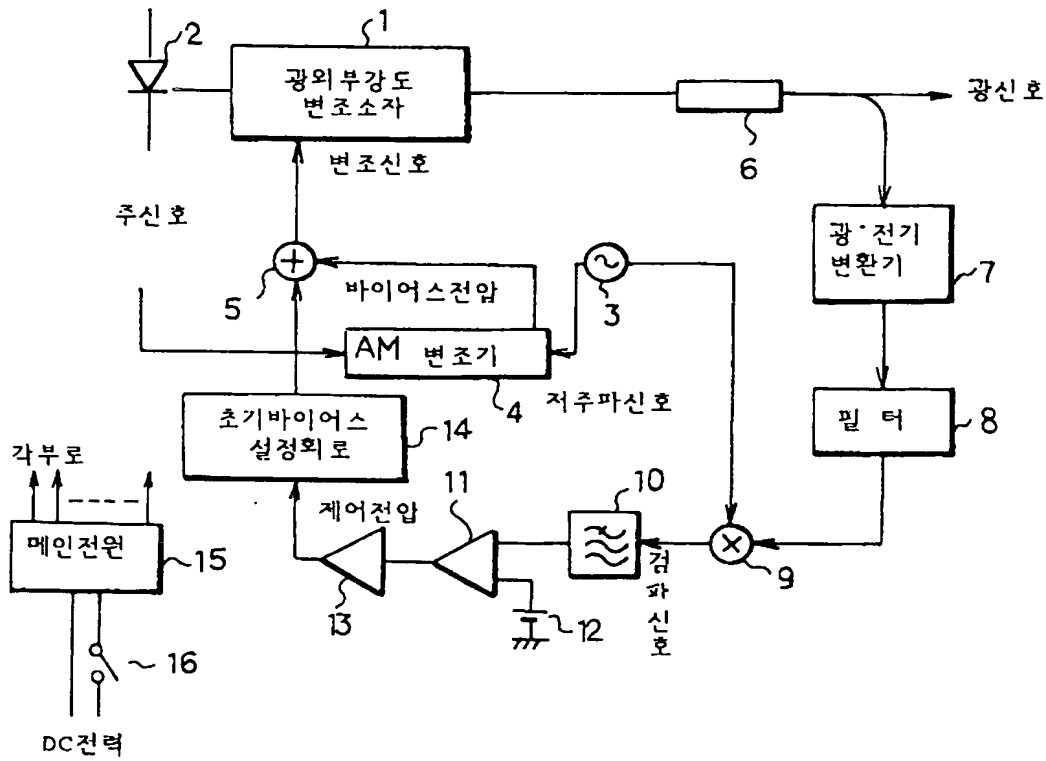 2
1
광외부강도
변조소자
광신호
6
변조신호
주신호
광·전기
변환기
7
5
바이어스전압
3
AM 변조기
4
저주파신호
필터
8
초기바이어스
설정회로
14
각부로
메인전원
15
제어전압
11
10
검파신호
9
13
12
16
DC전력